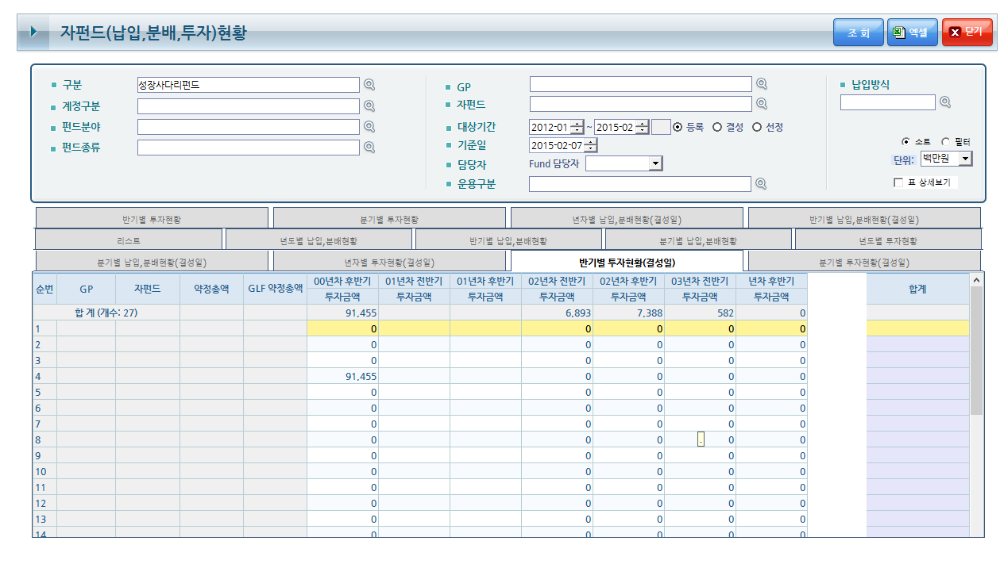 자펀드(납입,분배,투자)현황
조 회
엑셀
닫기
구분 성장사다리펀드
계정구분
펀드분야
펀드종류
GP
자펀드
대상기간 2012-01 ~ 2015-02 등록 결성 선정
기준일 2015-02-07
담당자 Fund 담당자
운용구분
납입방식
소트 필터
단위: 백만원
표 상세보기
반기별 투자현황 분기별 투자현황 년차별 납입,분배현황(결성일) 반기별 납입,분배현황(결성일)
리스트 년도별 납입,분배현황 반기별 납입,분배현황 분기별 납입,분배현황 년도별 투자현황
분기별 납입,분배현황(결성일) 년차별 투자현황(결성일) 반기별 투자현황(결성일) 분기별 투자현황(결성일)
순번 GP 자펀드 약정총액 GLF 약정총액 00년차 후반기 01년차 전반기 01년차 후반기 02년차 전반기 02년차 후반기 03년차 전반기 년차 후반기 합계
투자금액 투자금액 투자금액 투자금액 투자금액 투자금액 투자금액
합 계 (개수: 27) 91,455 6,893 7,388 582 0
1 0 0 0 0 0
2 0 0 0 0 0
3 0 0 0 0 0
4 91,455 0 0 0 0
5 0 0 0 0 0
6 0 0 0 0 0
7 0 0 0 0 0
8 0 0 0 . 0 0
9 0 0 0 0 0
10 0 0 0 0 0
11 0 0 0 0 0
12 0 0 0 0 0
13 0 0 0 0 0
14 0 0 0 0 0